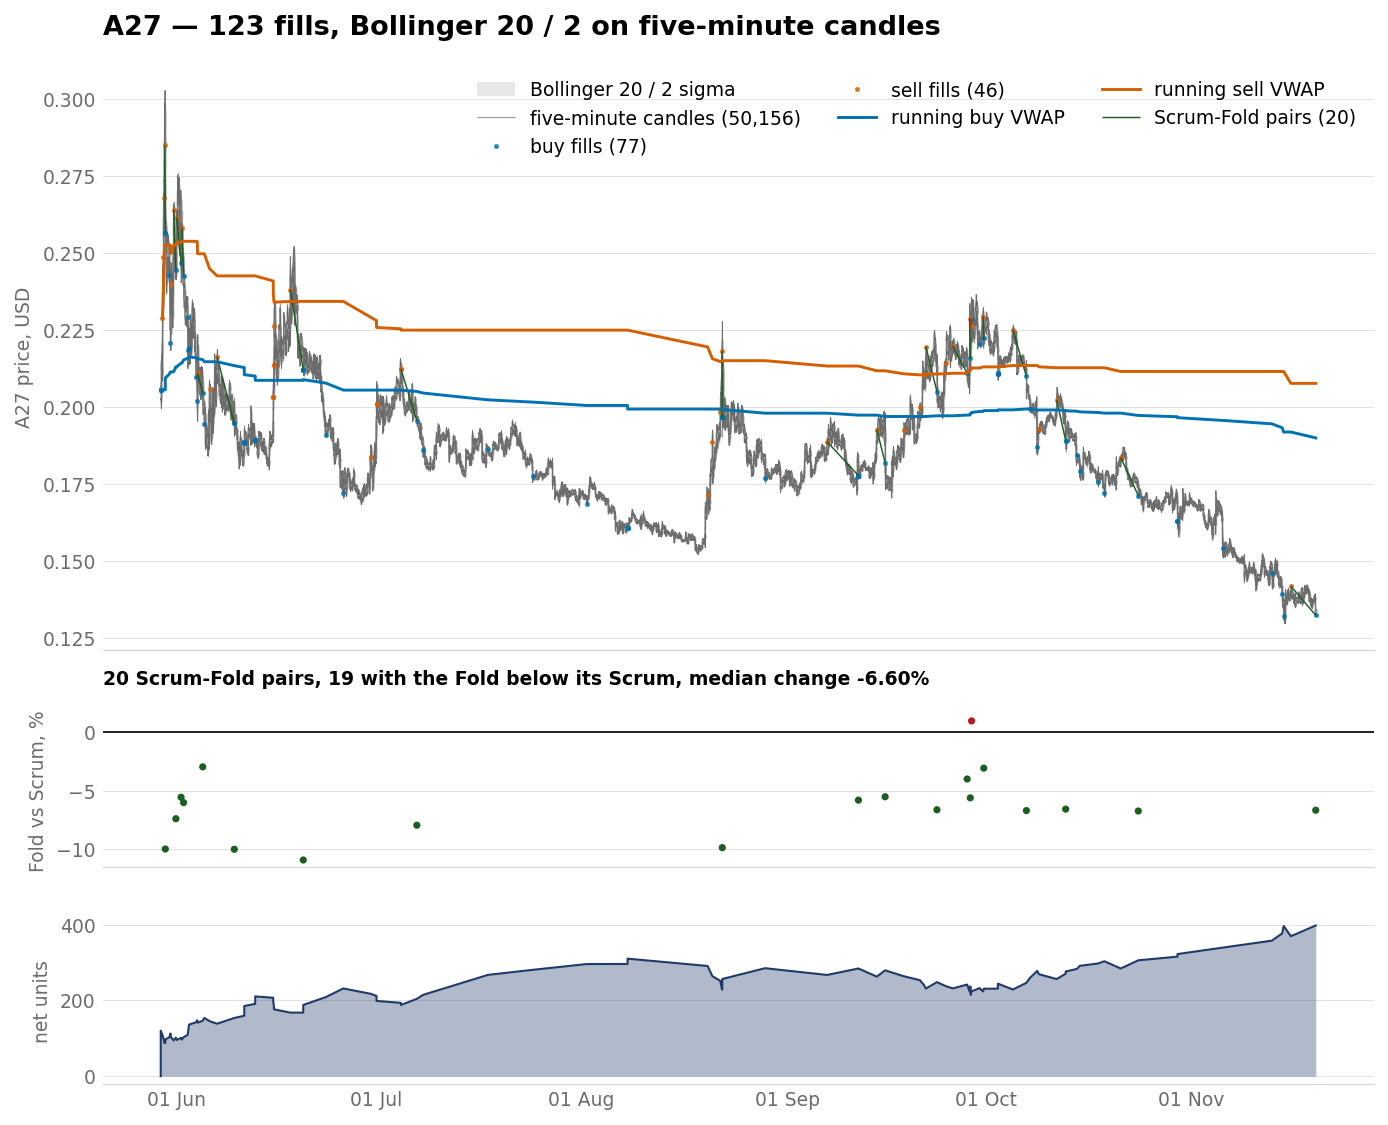 A27 — 123 fills, Bollinger 20 / 2 on five-minute candles
Bollinger 20 / 2 sigma
five-minute candles (50,156)
buy fills (77)
sell fills (46)
running buy VWAP
running sell VWAP
Scrum-Fold pairs (20)
A27 price, USD
0.300
0.275
0.250
0.225
0.200
0.175
0.150
0.125
20 Scrum-Fold pairs, 19 with the Fold below its Scrum, median change -6.60%
Fold vs Scrum, %
0
−5
−10
net units
400
200
0
01 Jun
01 Jul
01 Aug
01 Sep
01 Oct
01 Nov